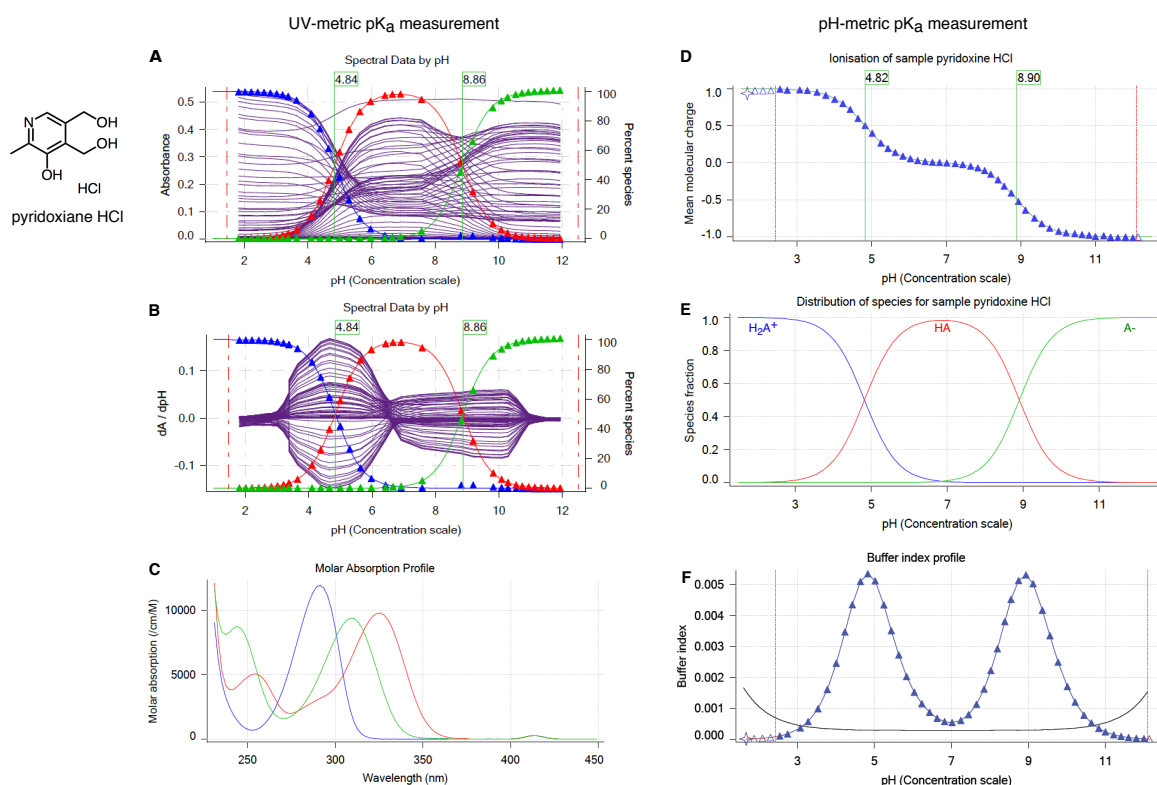 UV-metric pKa measurement
pH-metric pKa measurement
N
OH
OH
OH
HCl
pyridoxiane HCl
A
Spectral Data by pH
4.84
8.86
0.5
0.4
0.3
0.2
0.1
0.0
Absorbance
100
80
60
40
20
0
Percent species
2 4 6 8 10 12
pH (Concentration scale)
B
Spectral Data by pH
4.84
8.86
0.1
0.0
-0.1
dA / dpH
100
80
60
40
20
0
Percent species
2 4 6 8 10 12
pH (Concentration scale)
C
Molar Absorption Profile
10000
5000
0
Molar absorption (/cm/M)
250 300 350 400 450
Wavelength (nm)
D
Ionisation of sample pyridoxine HCl
4.82
8.90
1.0
0.5
0.0
-0.5
-1.0
Mean molecular charge
3 5 7 9 11
pH (Concentration scale)
E
Distribution of species for sample pyridoxine HCl
H2A+
HA
A-
1.0
0.8
0.6
0.4
0.2
0.0
Species fraction
3 5 7 9 11
pH (Concentration scale)
F
Buffer index profile
0.005
0.004
0.003
0.002
0.001
0.000
Buffer index
3 5 7 9 11
pH (Concentration scale)